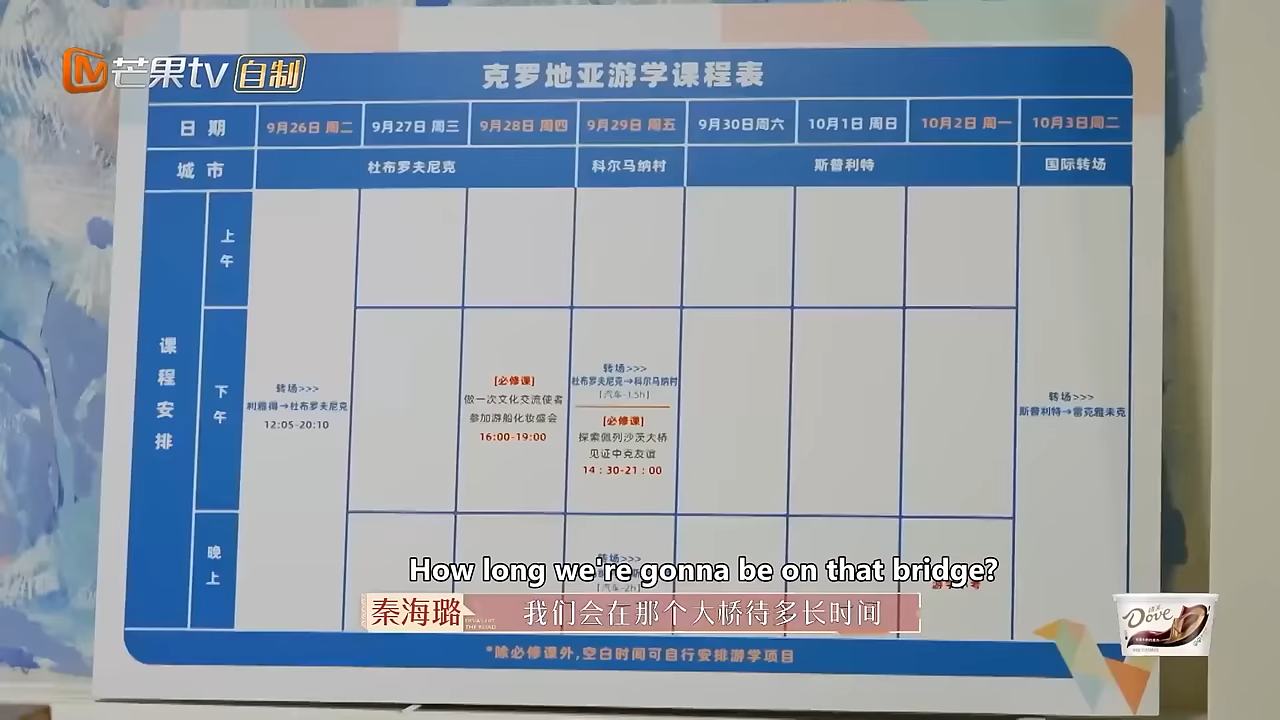 芒果tv 自制
克罗地亚游学课程表
日期 9月26日 周二 9月27日 周三 9月28日 周四 9月29日 周五 9月30日周六 10月1日 周日 10月2日 周一 10月3日周二
城市 杜布罗夫尼克 科尔马纳村 斯普利特 国际转场
课程安排
上午
下午
转场>>>
利雅得→杜布罗夫尼克
12:05-20:10
[必修课]
做一次文化交流使者
参加游船化妆盛会
16:00-19:00
转场>>>
杜布罗夫尼克→科尔马纳村
[汽车-1.5h]
[必修课]
探索佩列沙茨大桥
见证中克友谊
14:30-21:00
转场>>>
斯普利特→雷克雅未克
晚上
转场>>>
[汽车-2h]
How long we're gonna be on that bridge?
秦海璐 我们会在那个大桥待多长时间
*除必修课外,空白时间可自行安排游学项目
Dove